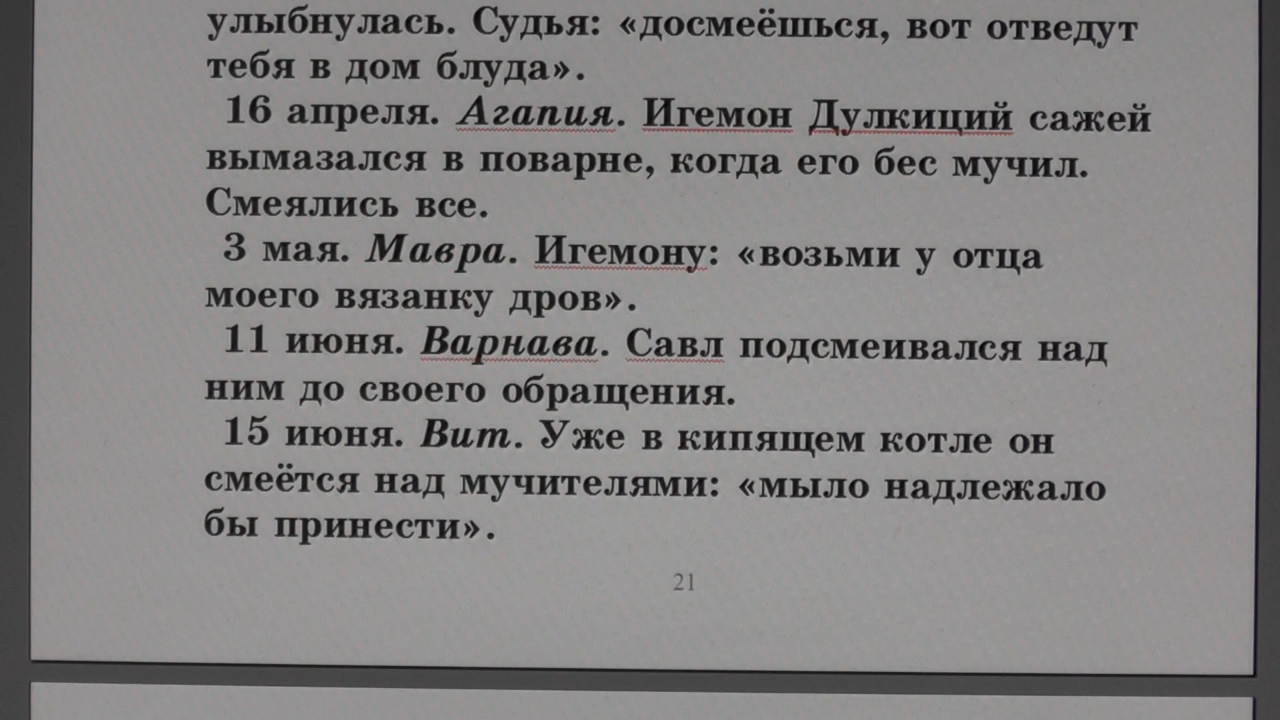 улыбнулась. Судья: «досмеёшься, вот отведут
тебя в дом блуда».
16 апреля. Агапия. Игемон Дулкиций сажей
вымазался в поварне, когда его бес мучил.
Смеялись все.
3 мая. Мавра. Игемону: «возьми у отца
моего вязанку дров».
11 июня. Варнава. Савл подсмеивался над
ним до своего обращения.
15 июня. Вит. Уже в кипящем котле он
смеётся над мучителями: «мыло надлежало
бы принести».
21